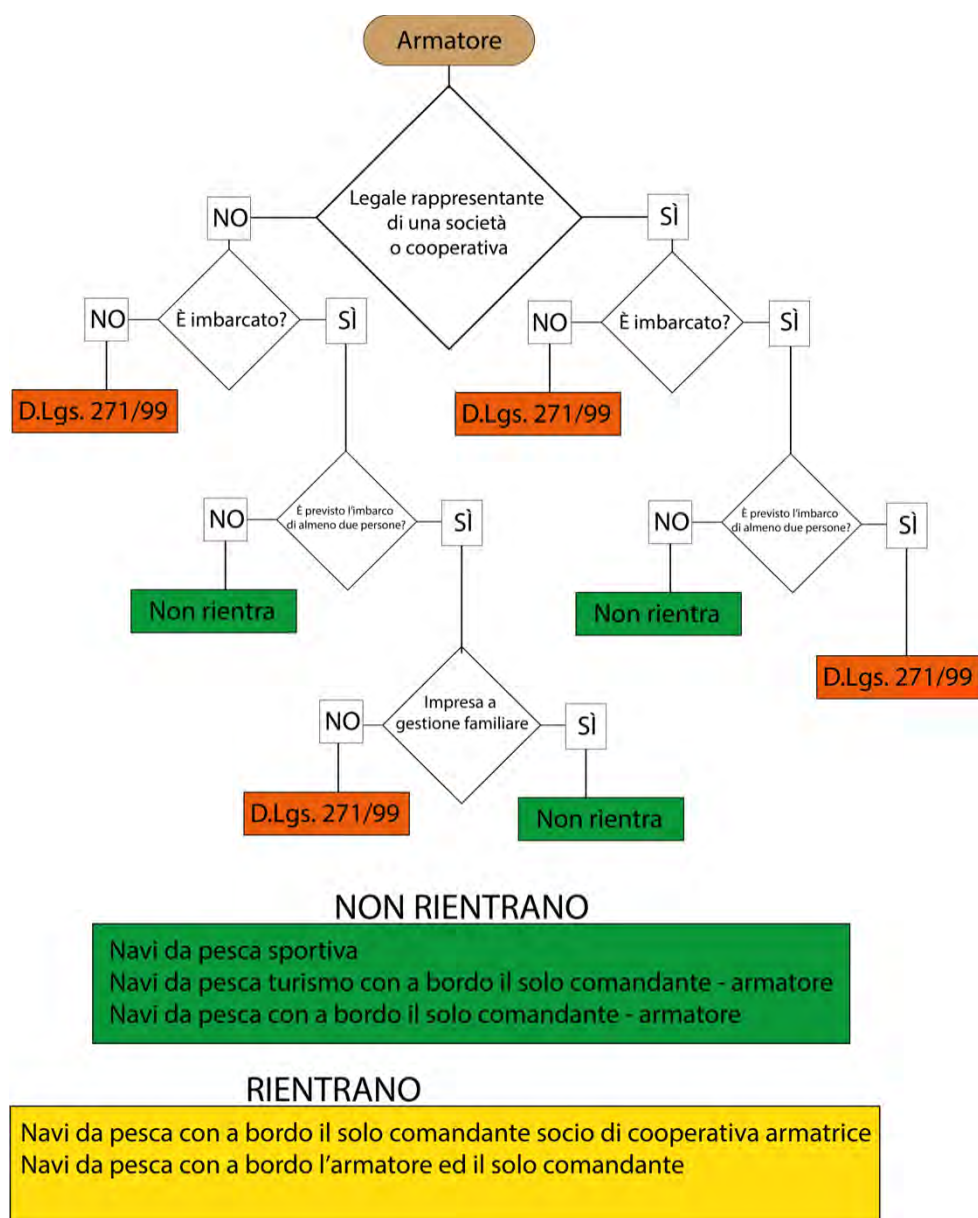 Armatore
Legale rappresentante
di una società
o cooperativa
NO
SÌ
È imbarcato?
NO
SÌ
È imbarcato?
NO
SÌ
D.Lgs. 271/99
D.Lgs. 271/99
È previsto l'imbarco
di almeno due persone?
NO
SÌ
È previsto l'imbarco
di almeno due persone?
NO
SÌ
Non rientra
Non rientra
D.Lgs. 271/99
Impresa a
gestione familiare
NO
SÌ
D.Lgs. 271/99
Non rientra
NON RIENTRANO
Navi da pesca sportiva
Navi da pesca turismo con a bordo il solo comandante - armatore
Navi da pesca con a bordo il solo comandante - armatore
RIENTRANO
Navi da pesca con a bordo il solo comandante socio di cooperativa armatrice
Navi da pesca con a bordo l'armatore ed il solo comandante